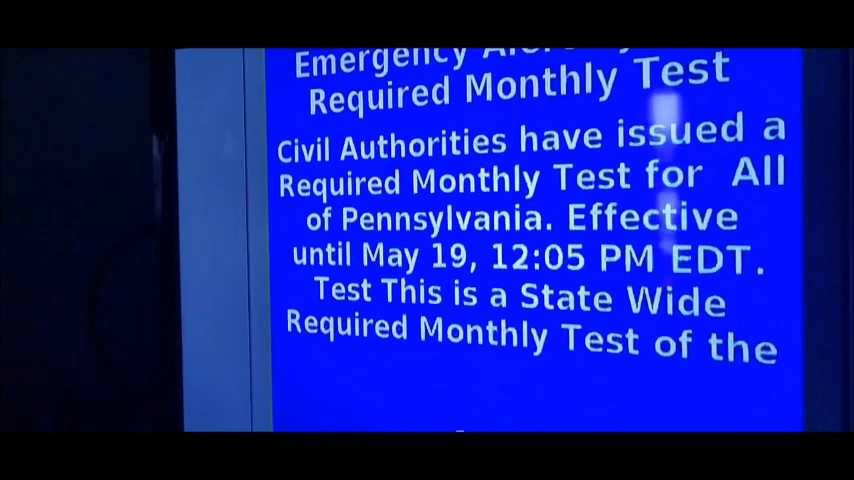 Emergency
Required Monthly Test
Civil Authorities have issued a
Required Monthly Test for All
of Pennsylvania. Effective
until May 19, 12:05 PM EDT.
Test This is a State Wide
Required Monthly Test of the